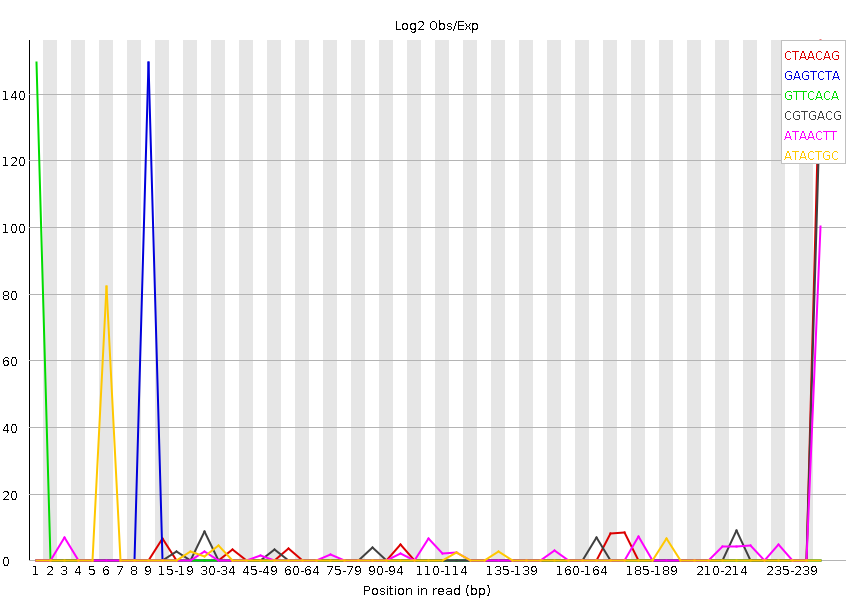 Log2 Obs/Exp
CTAACAG
GAGTCTA
GTTCACA
CGTGACG
ATAACTT
ATACTGC
140
120
100
80
60
40
20
0
1 2 3 4 5 6 7 8 9 15-19 30-34 45-49 60-64 75-79 90-94 110-114 135-139 160-164 185-189 210-214 235-239
Position in read (bp)